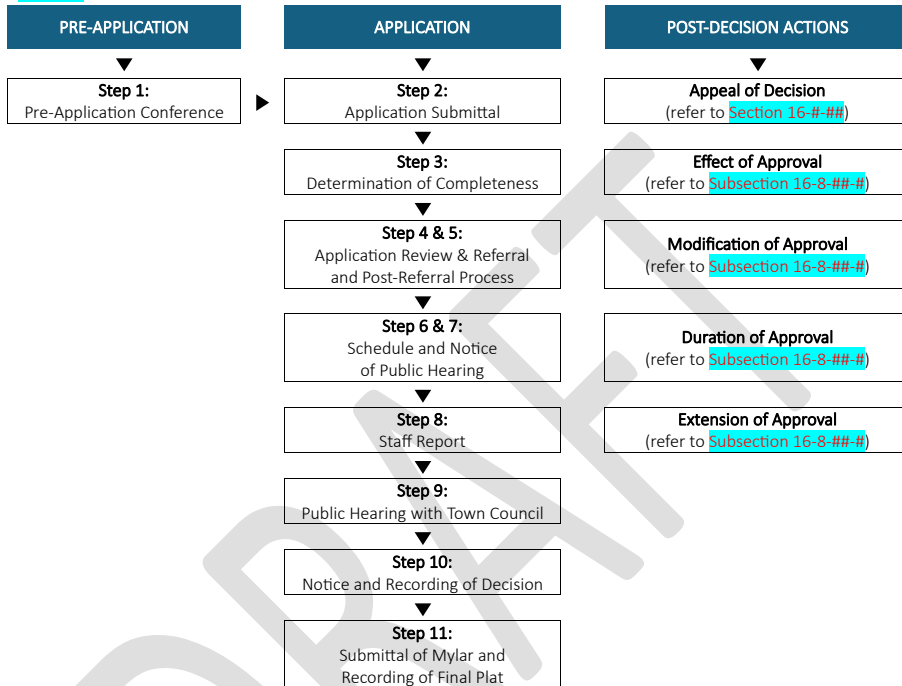 PRE-APPLICATION
Step 1:
Pre-Application Conference
APPLICATION
Step 2:
Application Submittal
Step 3:
Determination of Completeness
Step 4 & 5:
Application Review & Referral
and Post-Referral Process
Step 6 & 7:
Schedule and Notice
of Public Hearing
Step 8:
Staff Report
Step 9:
Public Hearing with Town Council
Step 10:
Notice and Recording of Decision
Step 11:
Submittal of Mylar and
Recording of Final Plat
POST-DECISION ACTIONS
Appeal of Decision
(refer to Section 16-#-##)
Effect of Approval
(refer to Subsection 16-8-##-#)
Modification of Approval
(refer to Subsection 16-8-##-#)
Duration of Approval
(refer to Subsection 16-8-##-#)
Extension of Approval
(refer to Subsection 16-8-##-#)
DRAFT